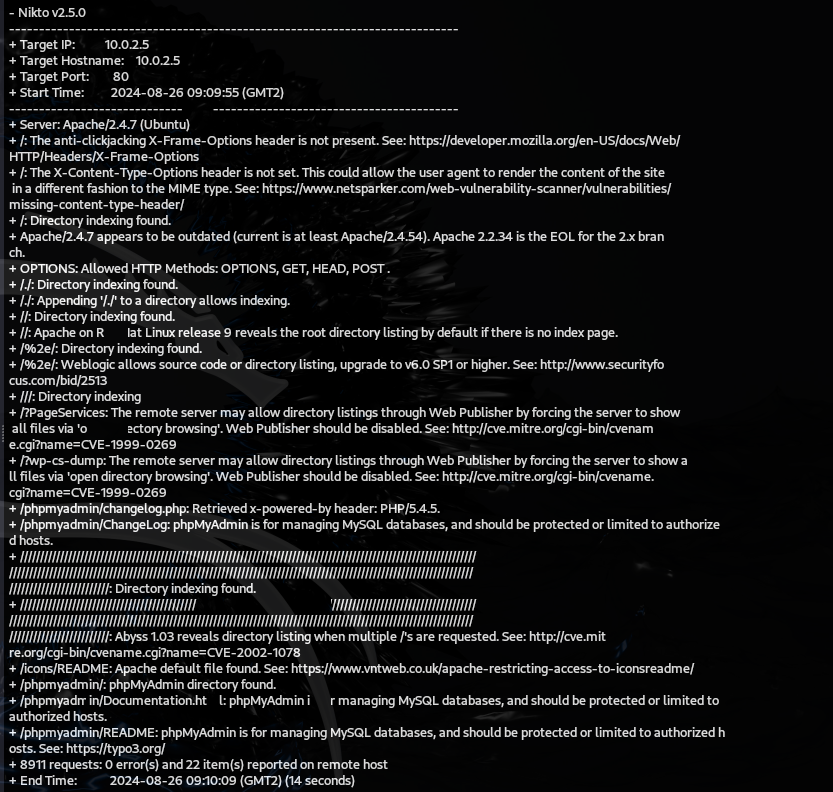 - Nikto v2.5.0
---------------------------------------------------------------------------
+ Target IP: 10.0.2.5
+ Target Hostname: 10.0.2.5
+ Target Port: 80
+ Start Time: 2024-08-26 09:09:55 (GMT2)
------------------------------ ------------------------------------------
+ Server: Apache/2.4.7 (Ubuntu)
+ /: The anti-clickjacking X-Frame-Options header is not present. See: https://developer.mozilla.org/en-US/docs/Web/
HTTP/Headers/X-Frame-Options
+ /: The X-Content-Type-Options header is not set. This could allow the user agent to render the content of the site
in a different fashion to the MIME type. See: https://www.netsparker.com/web-vulnerability-scanner/vulnerabilities/
missing-content-type-header/
+ /: Directory indexing found.
+ Apache/2.4.7 appears to be outdated (current is at least Apache/2.4.54). Apache 2.2.34 is the EOL for the 2.x bran
ch.
+ OPTIONS: Allowed HTTP Methods: OPTIONS, GET, HEAD, POST .
+ /./: Directory indexing found.
+ /./: Appending '/./' to a directory allows indexing.
+ //: Directory indexing found.
+ //: Apache on R Linux release 9 reveals the root directory listing by default if there is no index page.
+ /%2e/: Directory indexing found.
+ /%2e/: Weblogic allows source code or directory listing, upgrade to v6.0 SP1 or higher. See: http://www.securityfo
cus.com/bid/2513
+ ///: Directory indexing
+ /?PageServices: The remote server may allow directory listings through Web Publisher by forcing the server to show
all files via 'o ectory browsing'. Web Publisher should be disabled. See: http://cve.mitre.org/cgi-bin/cvenam
e.cgi?name=CVE-1999-0269
+ /?wp-cs-dump: The remote server may allow directory listings through Web Publisher by forcing the server to show a
ll files via 'open directory browsing'. Web Publisher should be disabled. See: http://cve.mitre.org/cgi-bin/cvename.
cgi?name=CVE-1999-0269
+ /phpmyadmin/changelog.php: Retrieved x-powered-by header: PHP/5.4.5.
+ /phpmyadmin/ChangeLog: phpMyAdmin is for managing MySQL databases, and should be protected or limited to authorize
d hosts.
+ ///////////////////////////////////////////////////////////////////////////////////////////////////////////////////
////////////////////////////////////////////////////////////////////////////////////////////////////////////////////
/////////////////////////: Directory indexing found.
+ //////////////////////////////////////////// ////////////////////////////////////
////////////////////////////////////////////////////////////////////////////////////////////////////////////////////
/////////////////////////: Abyss 1.03 reveals directory listing when multiple /'s are requested. See: http://cve.mit
re.org/cgi-bin/cvename.cgi?name=CVE-2002-1078
+ /icons/README: Apache default file found. See: https://www.vntweb.co.uk/apache-restricting-access-to-iconsreadme/
+ /phpmyadmin/: phpMyAdmin directory found.
+ /phpmyadr in/Documentation.ht l: phpMyAdmin i r managing MySQL databases, and should be protected or limited to
authorized hosts.
+ /phpmyadmin/README: phpMyAdmin is for managing MySQL databases, and should be protected or limited to authorized h
osts. See: https://typo3.org/
+ 8911 requests: 0 error(s) and 22 item(s) reported on remote host
+ End Time: 2024-08-26 09:10:09 (GMT2) (14 seconds)